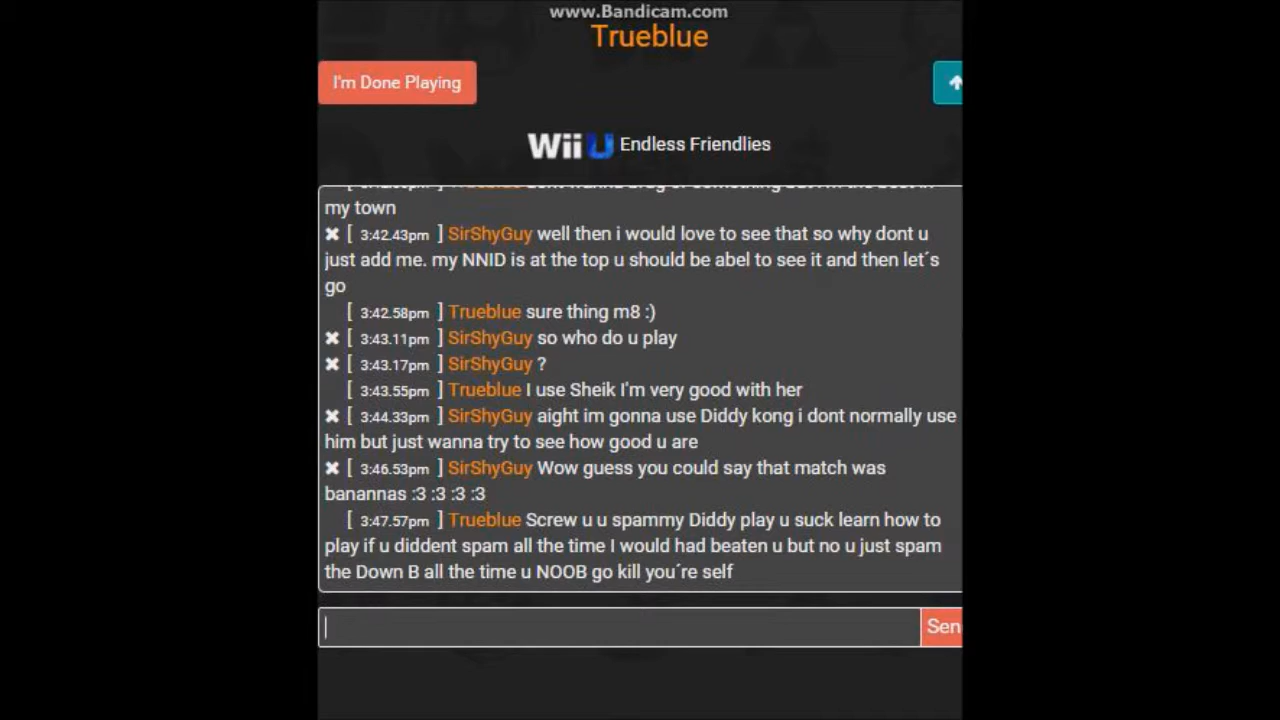 www.Bandicam.com
Trueblue
I'm Done Playing
Wii U Endless Friendlies
my town
✖ [ 3:42.43pm ] SirShyGuy well then i would love to see that so why dont u
just add me. my NNID is at the top u should be abel to see it and then let´s
go
[ 3:42.58pm ] Trueblue sure thing m8 :)
✖ [ 3:43.11pm ] SirShyGuy so who do u play
✖ [ 3:43.17pm ] SirShyGuy ?
[ 3:43.55pm ] Trueblue I use Sheik I'm very good with her
✖ [ 3:44.33pm ] SirShyGuy aight im gonna use Diddy kong i dont normally use
him but just wanna try to see how good u are
✖ [ 3:46.53pm ] SirShyGuy Wow guess you could say that match was
banannas :3 :3 :3 :3
[ 3:47.57pm ] Trueblue Screw u u spammy Diddy play u suck learn how to
play if u diddent spam all the time I would had beaten u but no u just spam
the Down B all the time u NOOB go kill you´re self
Sen